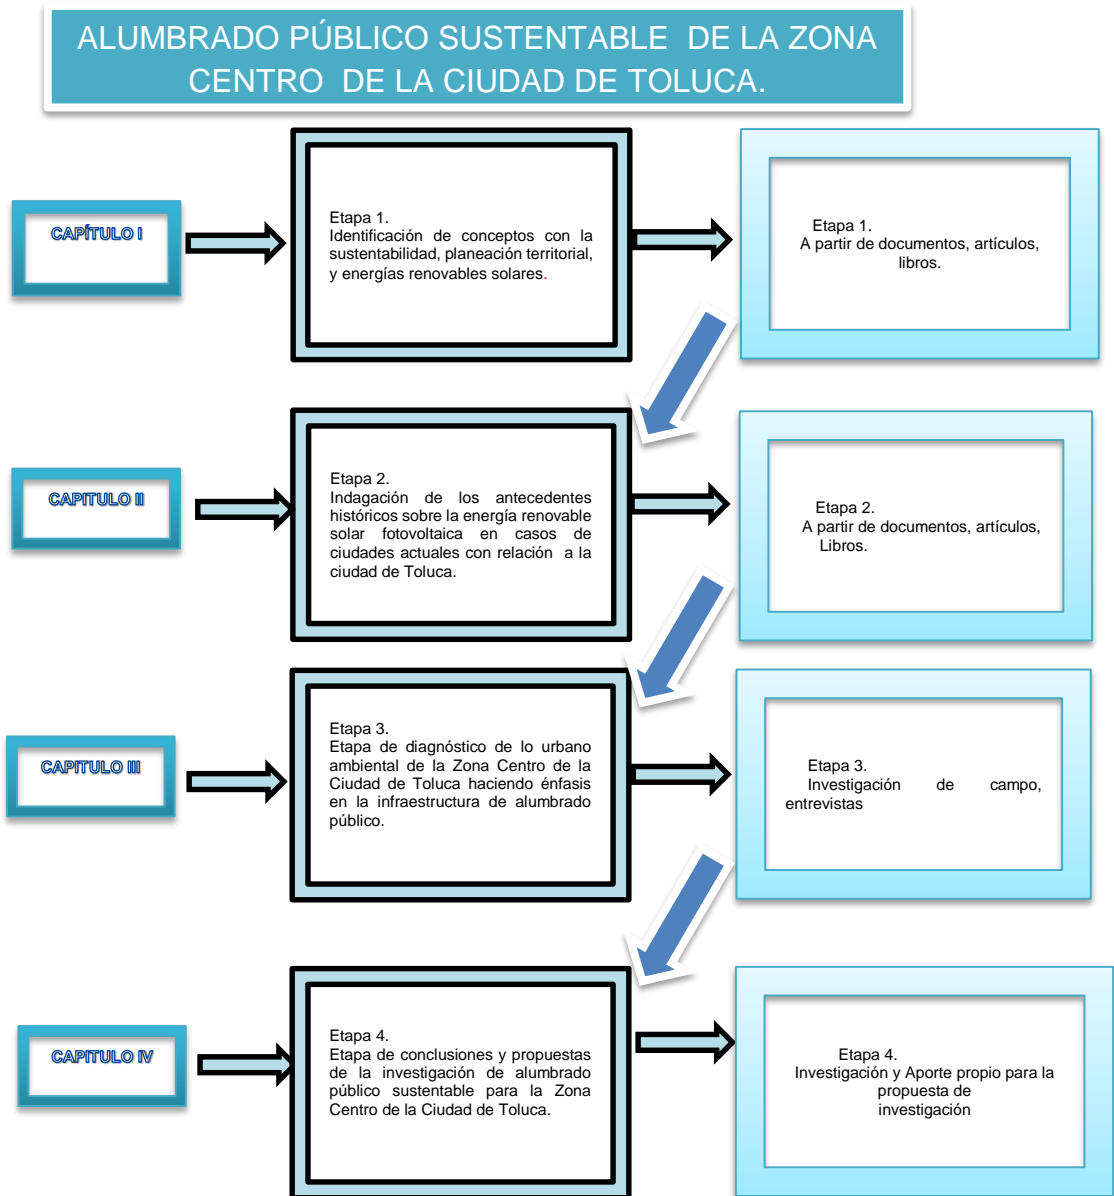 ALUMBRADO PÚBLICO SUSTENTABLE DE LA ZONA
CENTRO DE LA CIUDAD DE TOLUCA.
CAPÍTULO I
Etapa 1.
Identificación de conceptos con la
sustentabilidad, planeación territorial,
y energías renovables solares.
Etapa 1.
A partir de documentos, artículos,
libros.
CAPITULO II
Etapa 2.
Indagación de los antecedentes
históricos sobre la energía renovable
solar fotovoltaica en casos de
ciudades actuales con relación a la
ciudad de Toluca.
Etapa 2.
A partir de documentos, artículos,
Libros.
CAPITULO III
Etapa 3.
Etapa de diagnóstico de lo urbano
ambiental de la Zona Centro de la
Ciudad de Toluca haciendo énfasis
en la infraestructura de alumbrado
público.
Etapa 3.
Investigación de campo,
entrevistas
CAPITULO IV
Etapa 4.
Etapa de conclusiones y propuestas
de la investigación de alumbrado
público sustentable para la Zona
Centro de la Ciudad de Toluca.
Etapa 4.
Investigación y Aporte propio para la
propuesta de
investigación